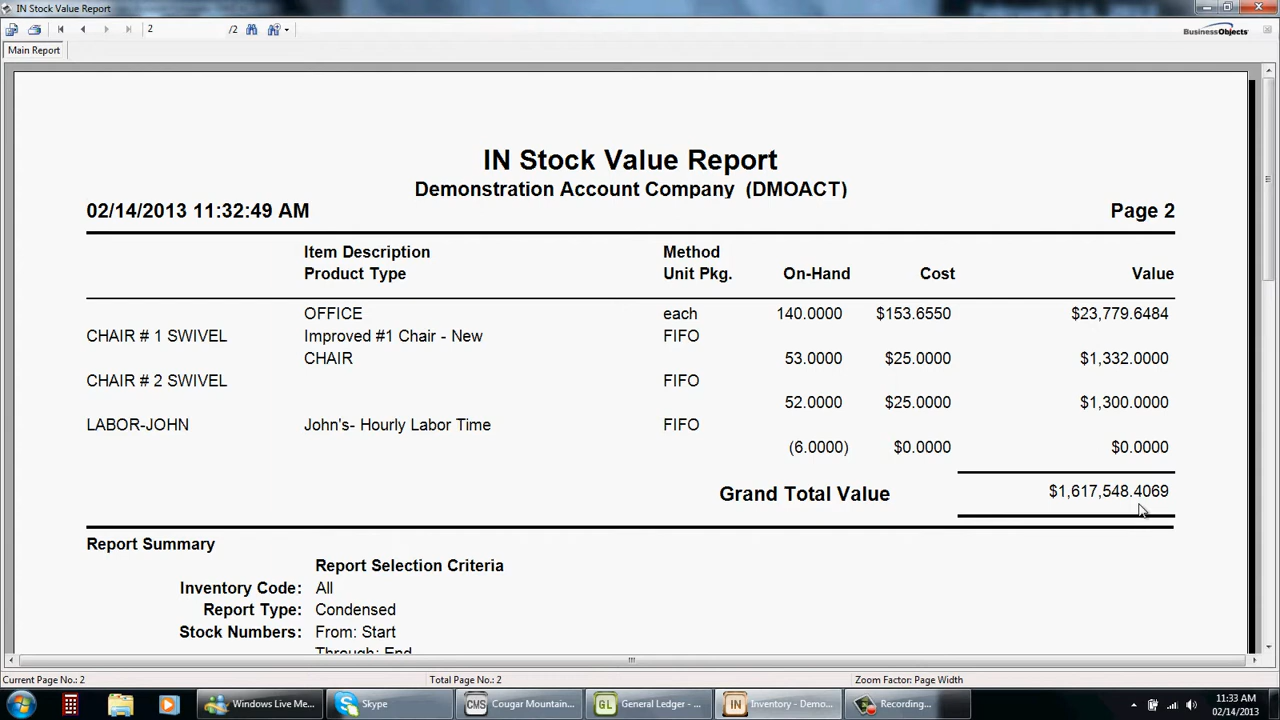 IN Stock Value Report
2 /2
BusinessObjects
Main Report
IN Stock Value Report
Demonstration Account Company (DMOACT)
02/14/2013 11:32:49 AM Page 2
Item Description Method
Product Type Unit Pkg. On-Hand Cost Value
OFFICE each 140.0000 $153.6550 $23,779.6484
CHAIR # 1 SWIVEL Improved #1 Chair - New FIFO
CHAIR 53.0000 $25.0000 $1,332.0000
CHAIR # 2 SWIVEL FIFO
52.0000 $25.0000 $1,300.0000
LABOR-JOHN John's- Hourly Labor Time FIFO
(6.0000) $0.0000 $0.0000
Grand Total Value $1,617,548.4069
Report Summary
Report Selection Criteria
Inventory Code: All
Report Type: Condensed
Stock Numbers: From: Start
Through: End
Current Page No.: 2 Total Page No.: 2 Zoom Factor: Page Width
Windows Live Me... Skype CMS Cougar Mountain... GL General Ledger - ... IN Inventory - Demo... Recording... 11:33 AM
02/14/2013